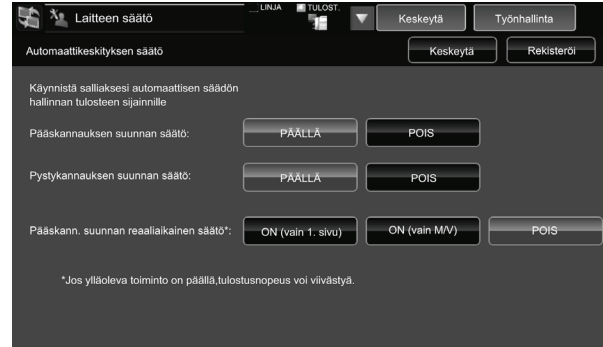 Laitteen säätö
LINJA
TULOST.
Keskeytä
Työnhallinta
Automaattikeskityksen säätö
Keskeytä
Rekisteröi
Käynnistä salliaksesi automaattisen säädön
hallinnan tulosteen sijainnille
Pääskannauksen suunnan säätö:
PÄÄLLÄ
POIS
Pystykannauksen suunnan säätö:
PÄÄLLÄ
POIS
Pääskann. suunnan reaaliaikainen säätö*:
ON (vain 1. sivu)
ON (vain M/V)
POIS
*Jos ylläoleva toiminto on päällä,tulostusnopeus voi viivästyä.